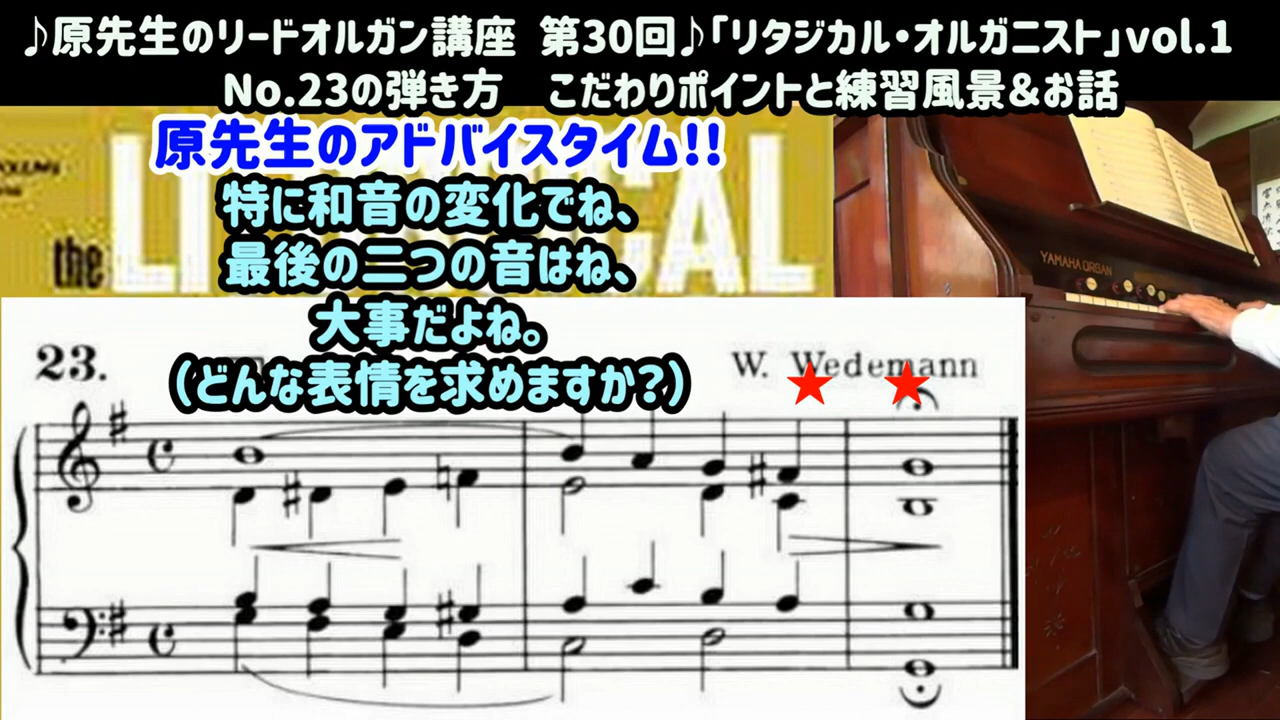 ♪原先生のリードオルガン講座 第30回♪「リタジカル・オルガニスト」vol.1
No.23の弾き方 こだわりポイントと練習風景&お話
原先生のアドバイスタイム!!
特に和音の変化でね、
最後の二つの音はね、
大事だよね。
(どんな表情を求めますか?)
the
YAMAHA ORGAN
23.
W. Wedemann